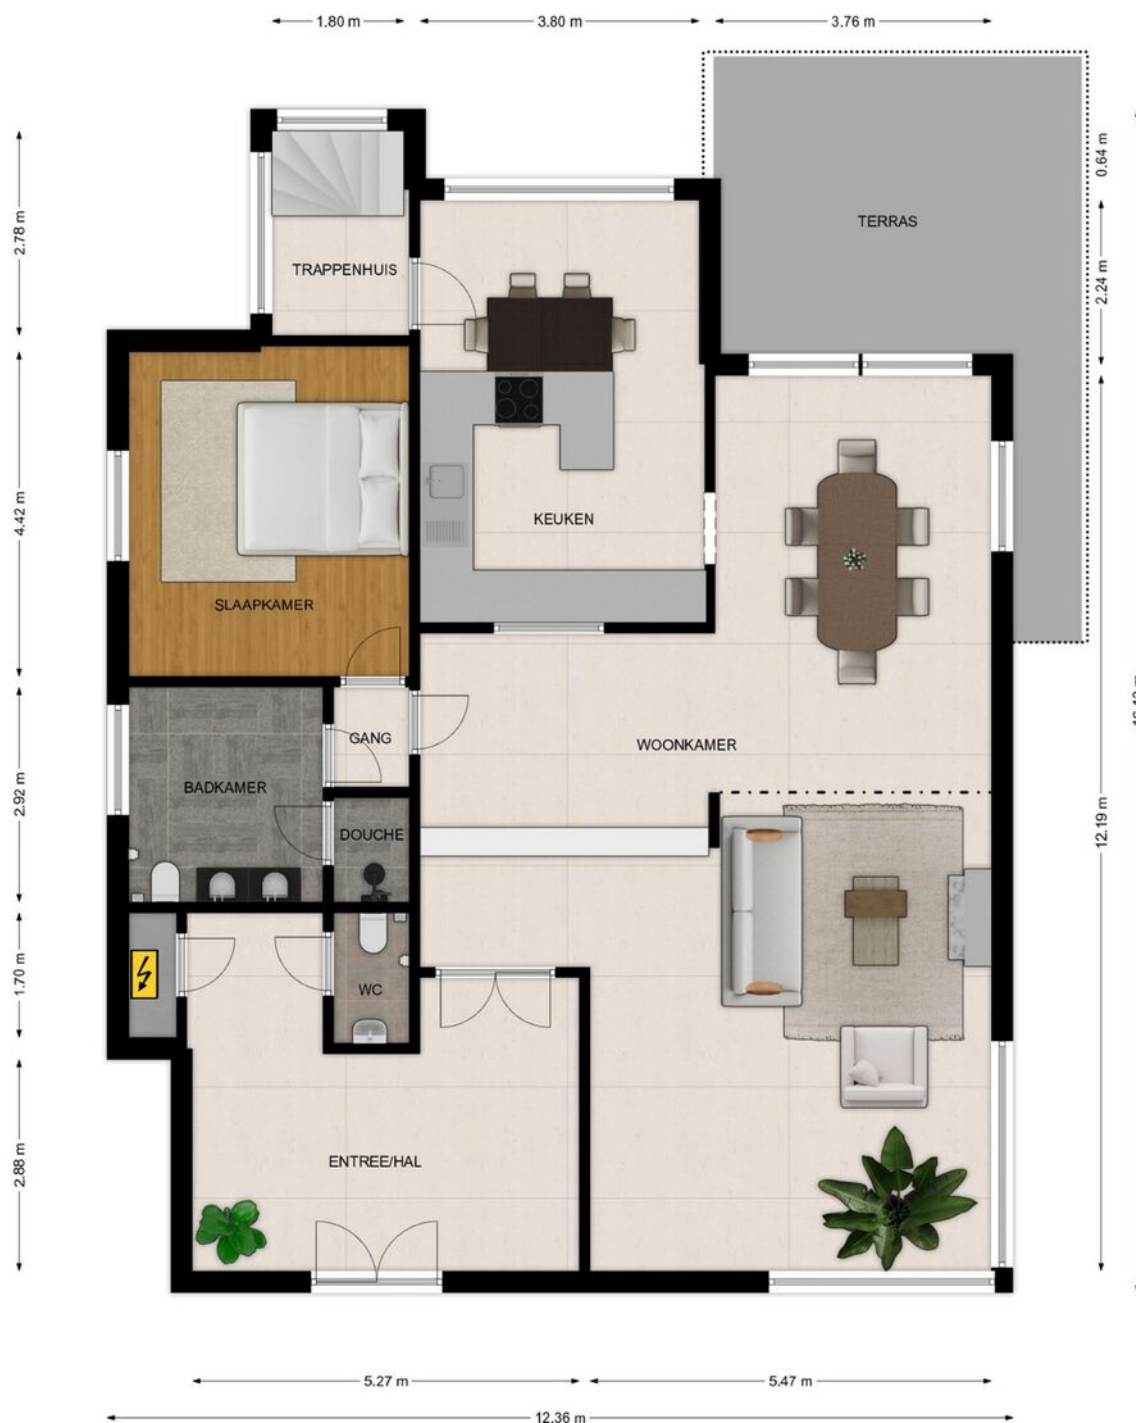 1.80 m
3.80 m
3.76 m
0.64 m
TERRAS
2.78 m
TRAPPENHUIS
2.24 m
4.42 m
KEUKEN
SLAAPKAMER
GANG
WOONKAMER
BADKAMER
2.92 m
DOUCHE
12.19 m
1.70 m
WC
ENTREE/HAL
2.88 m
5.27 m
5.47 m
12.36 m